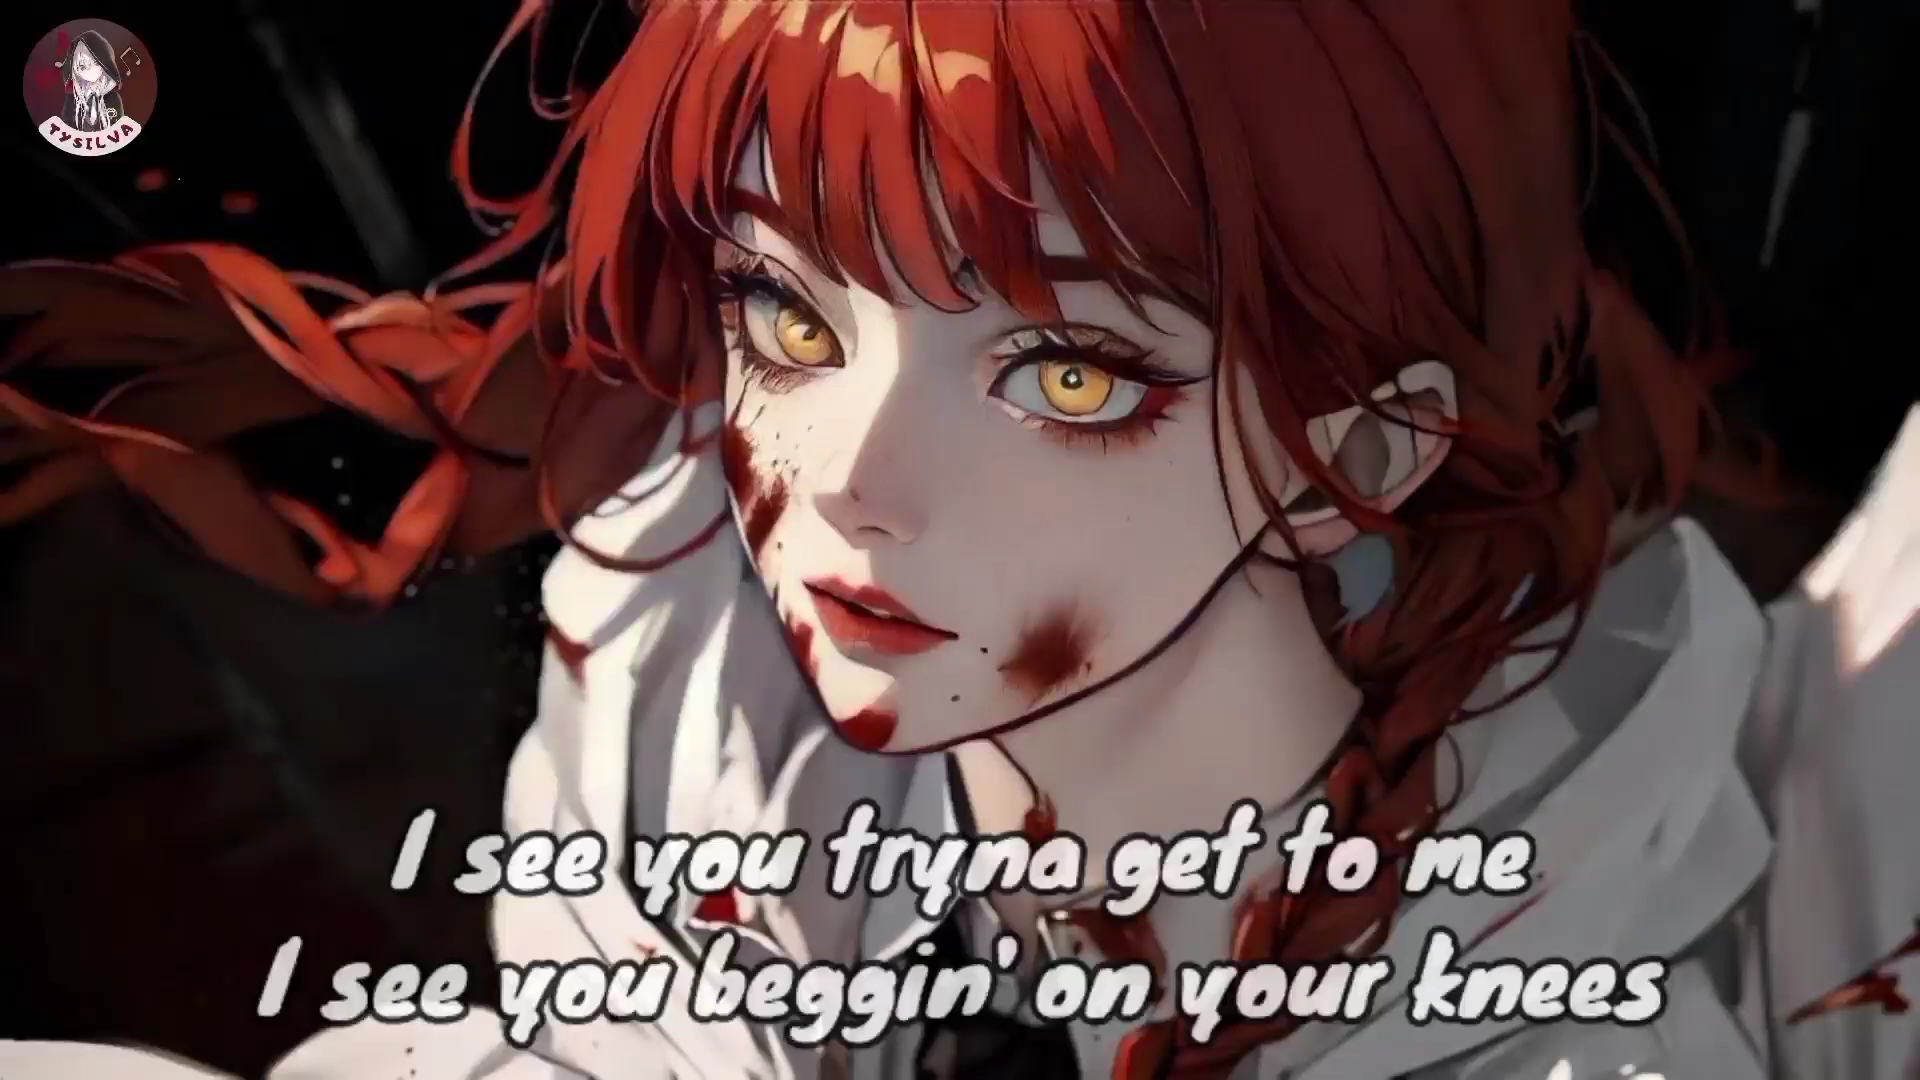 TYSILVA
I see you tryna get to me
I see you beggin' on your knees